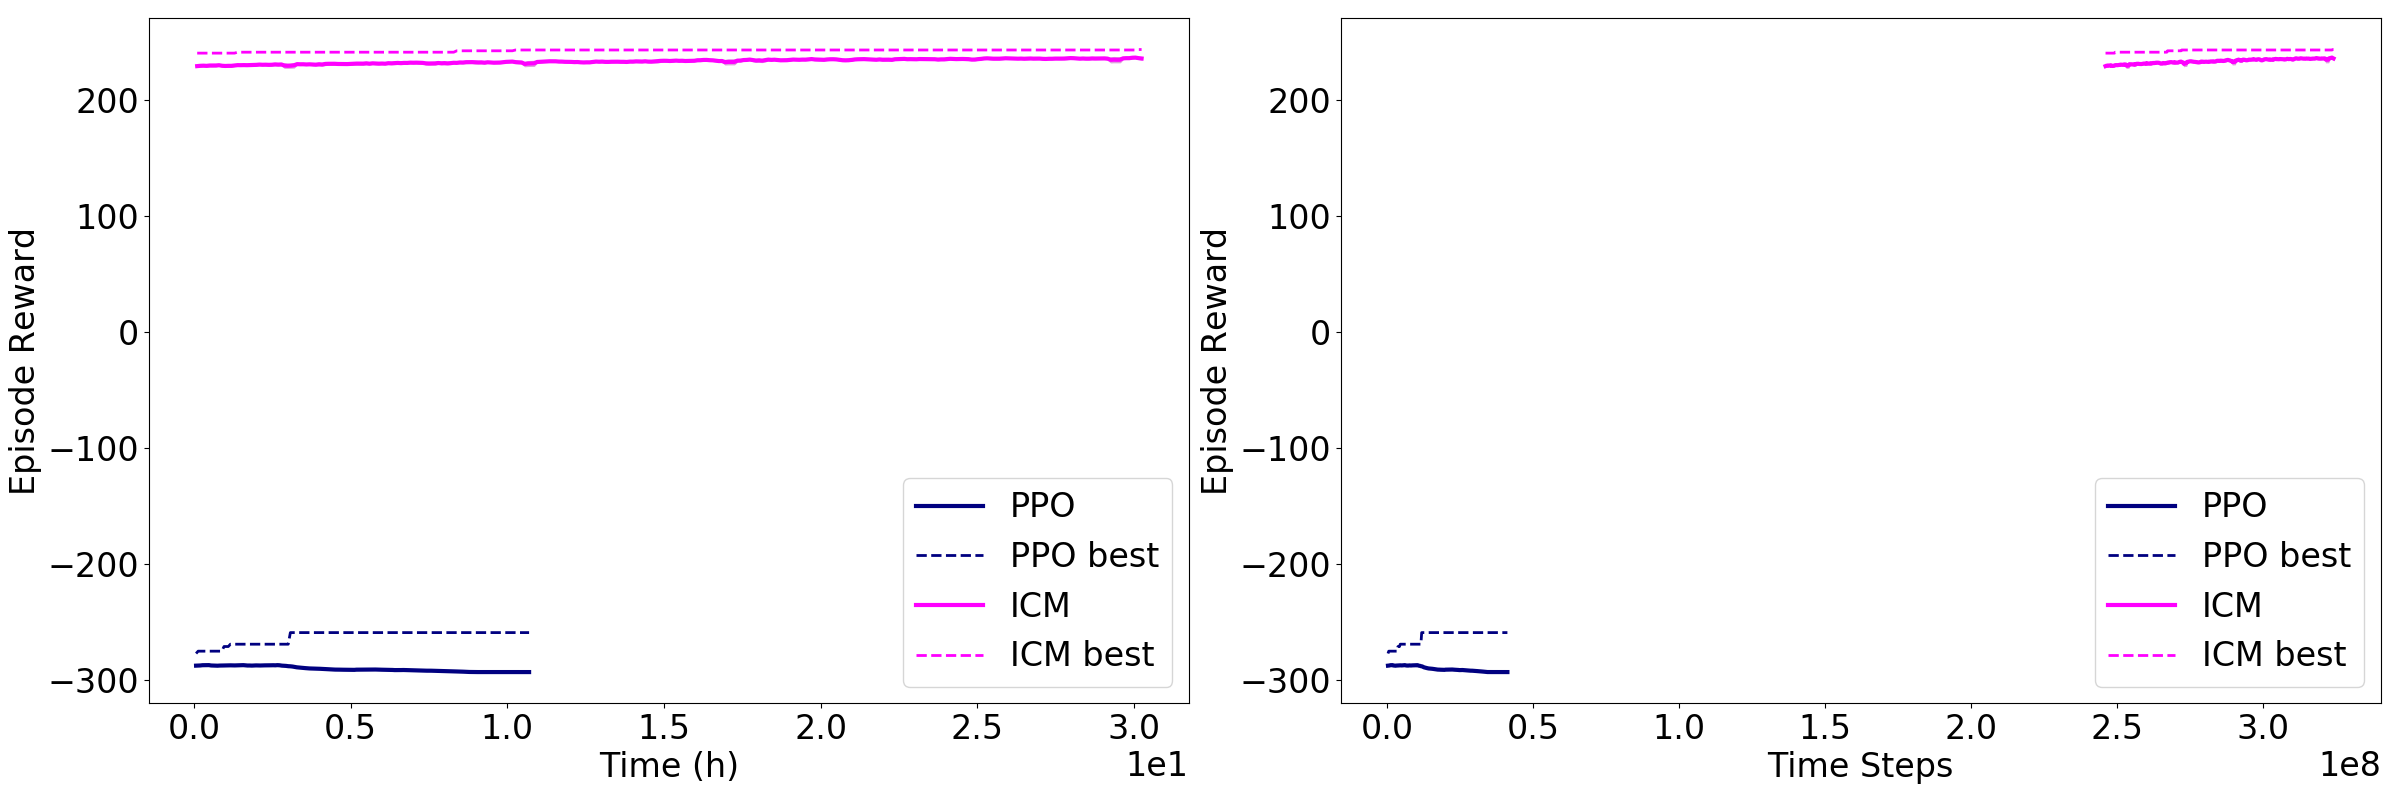 Episode Reward
200
100
0
−100
−200
−300
0.0 0.5 1.0 1.5 2.0 2.5 3.0
Time (h)
1e1
PPO
PPO best
ICM
ICM best
Episode Reward
200
100
0
−100
−200
−300
0.0 0.5 1.0 1.5 2.0 2.5 3.0
Time Steps
1e8
PPO
PPO best
ICM
ICM best